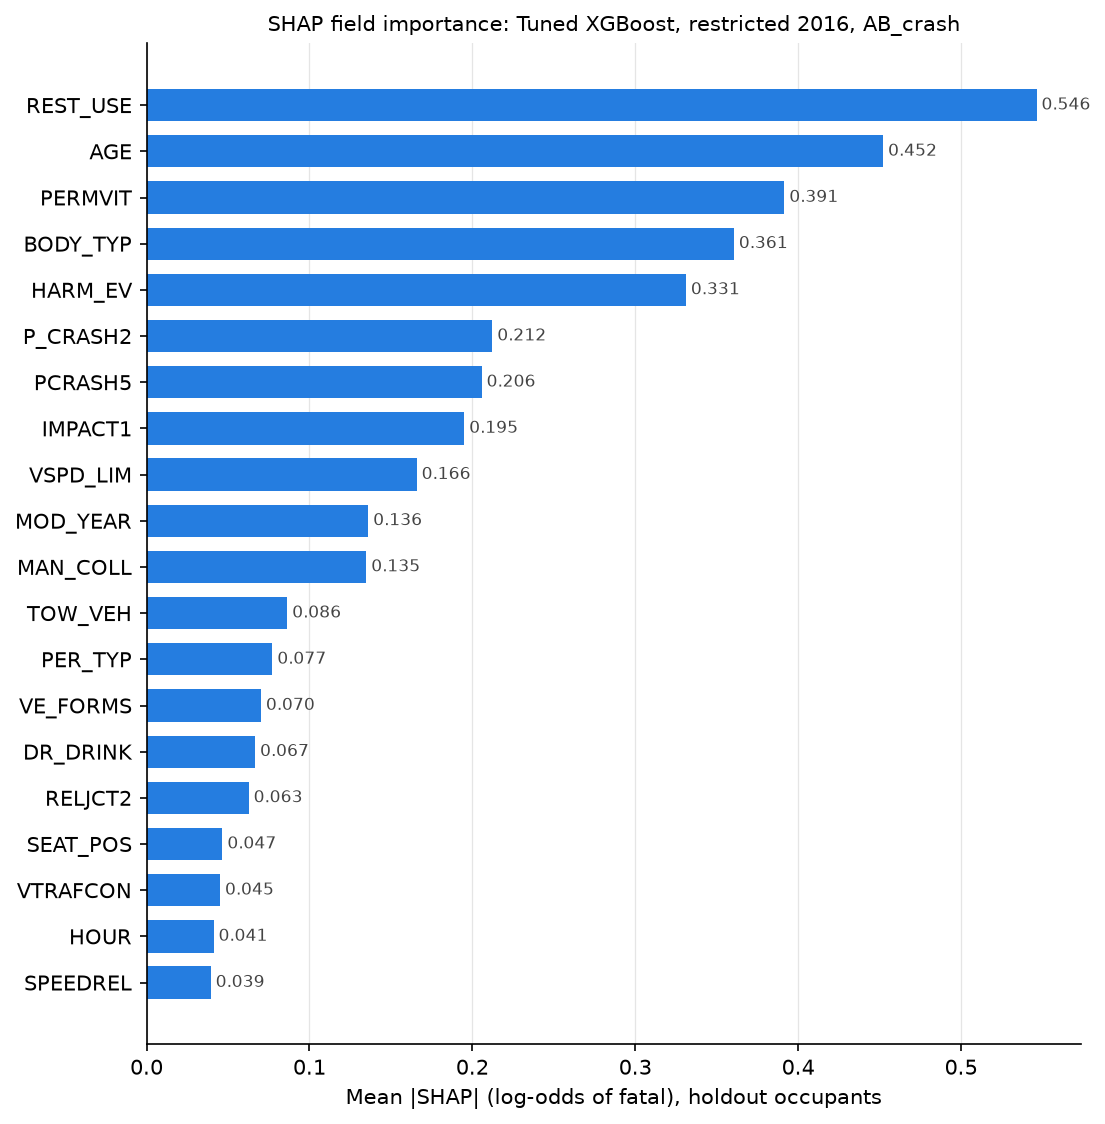 SHAP field importance: Tuned XGBoost, restricted 2016, AB_crash
REST_USE 0.546
AGE 0.452
PERMVIT 0.391
BODY_TYP 0.361
HARM_EV 0.331
P_CRASH2 0.212
PCRASH5 0.206
IMPACT1 0.195
VSPD_LIM 0.166
MOD_YEAR 0.136
MAN_COLL 0.135
TOW_VEH 0.086
PER_TYP 0.077
VE_FORMS 0.070
DR_DRINK 0.067
RELJCT2 0.063
SEAT_POS 0.047
VTRAFCON 0.045
HOUR 0.041
SPEEDREL 0.039
0.0 0.1 0.2 0.3 0.4 0.5
Mean |SHAP| (log-odds of fatal), holdout occupants